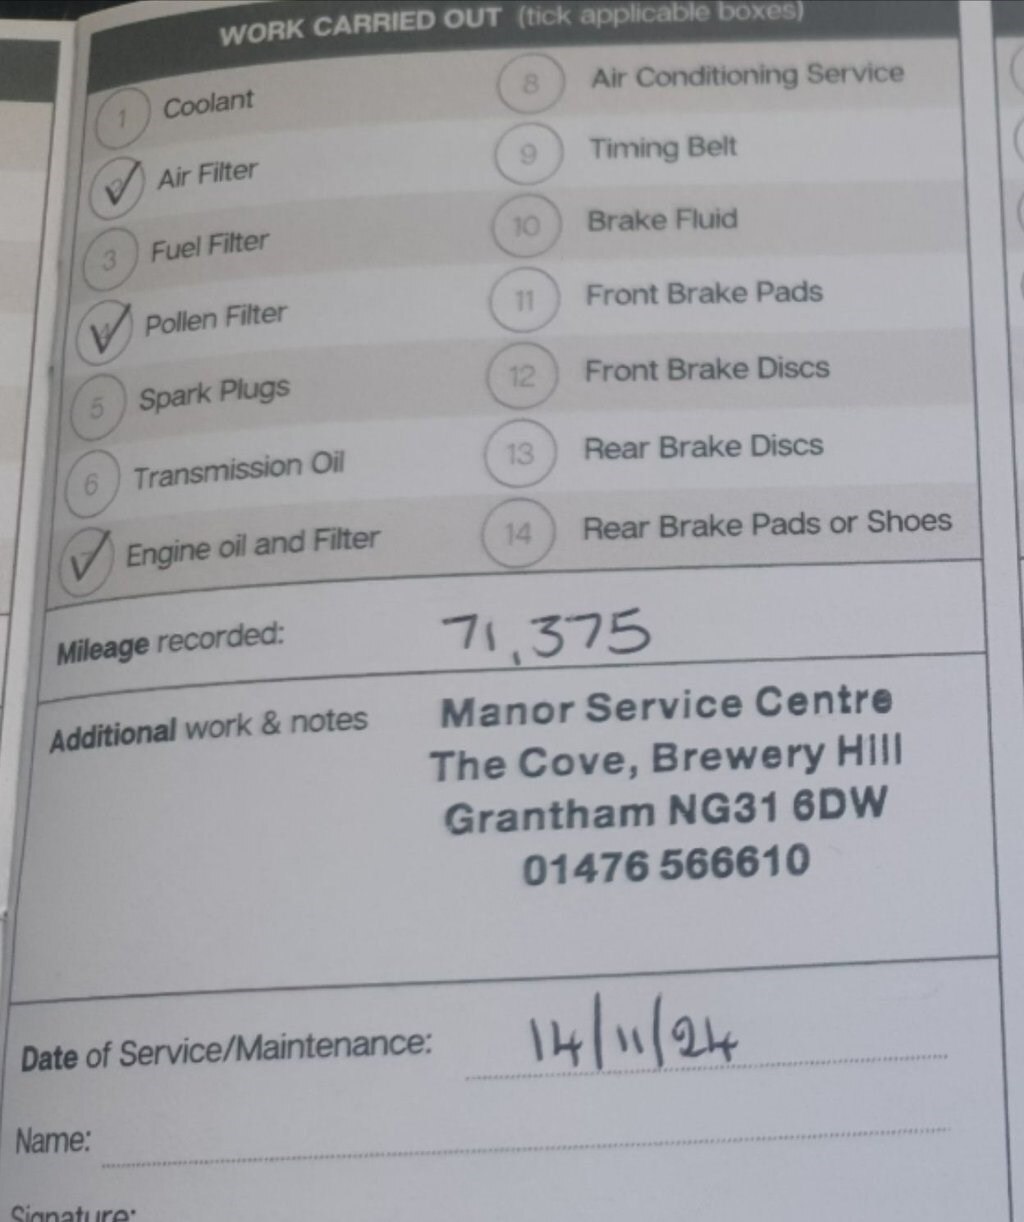 WORK CARRIED OUT (tick applicable boxes)
1 Coolant
Air Filter
3 Fuel Filter
Pollen Filter
5 Spark Plugs
6 Transmission Oil
7 Engine oil and Filter
8 Air Conditioning Service
9 Timing Belt
10 Brake Fluid
11 Front Brake Pads
12 Front Brake Discs
13 Rear Brake Discs
14 Rear Brake Pads or Shoes
Mileage recorded: 71,375
Additional work & notes
Manor Service Centre
The Cove, Brewery Hill
Grantham NG31 6DW
01476 566610
Date of Service/Maintenance: 14/11/24
Name:
Signature: